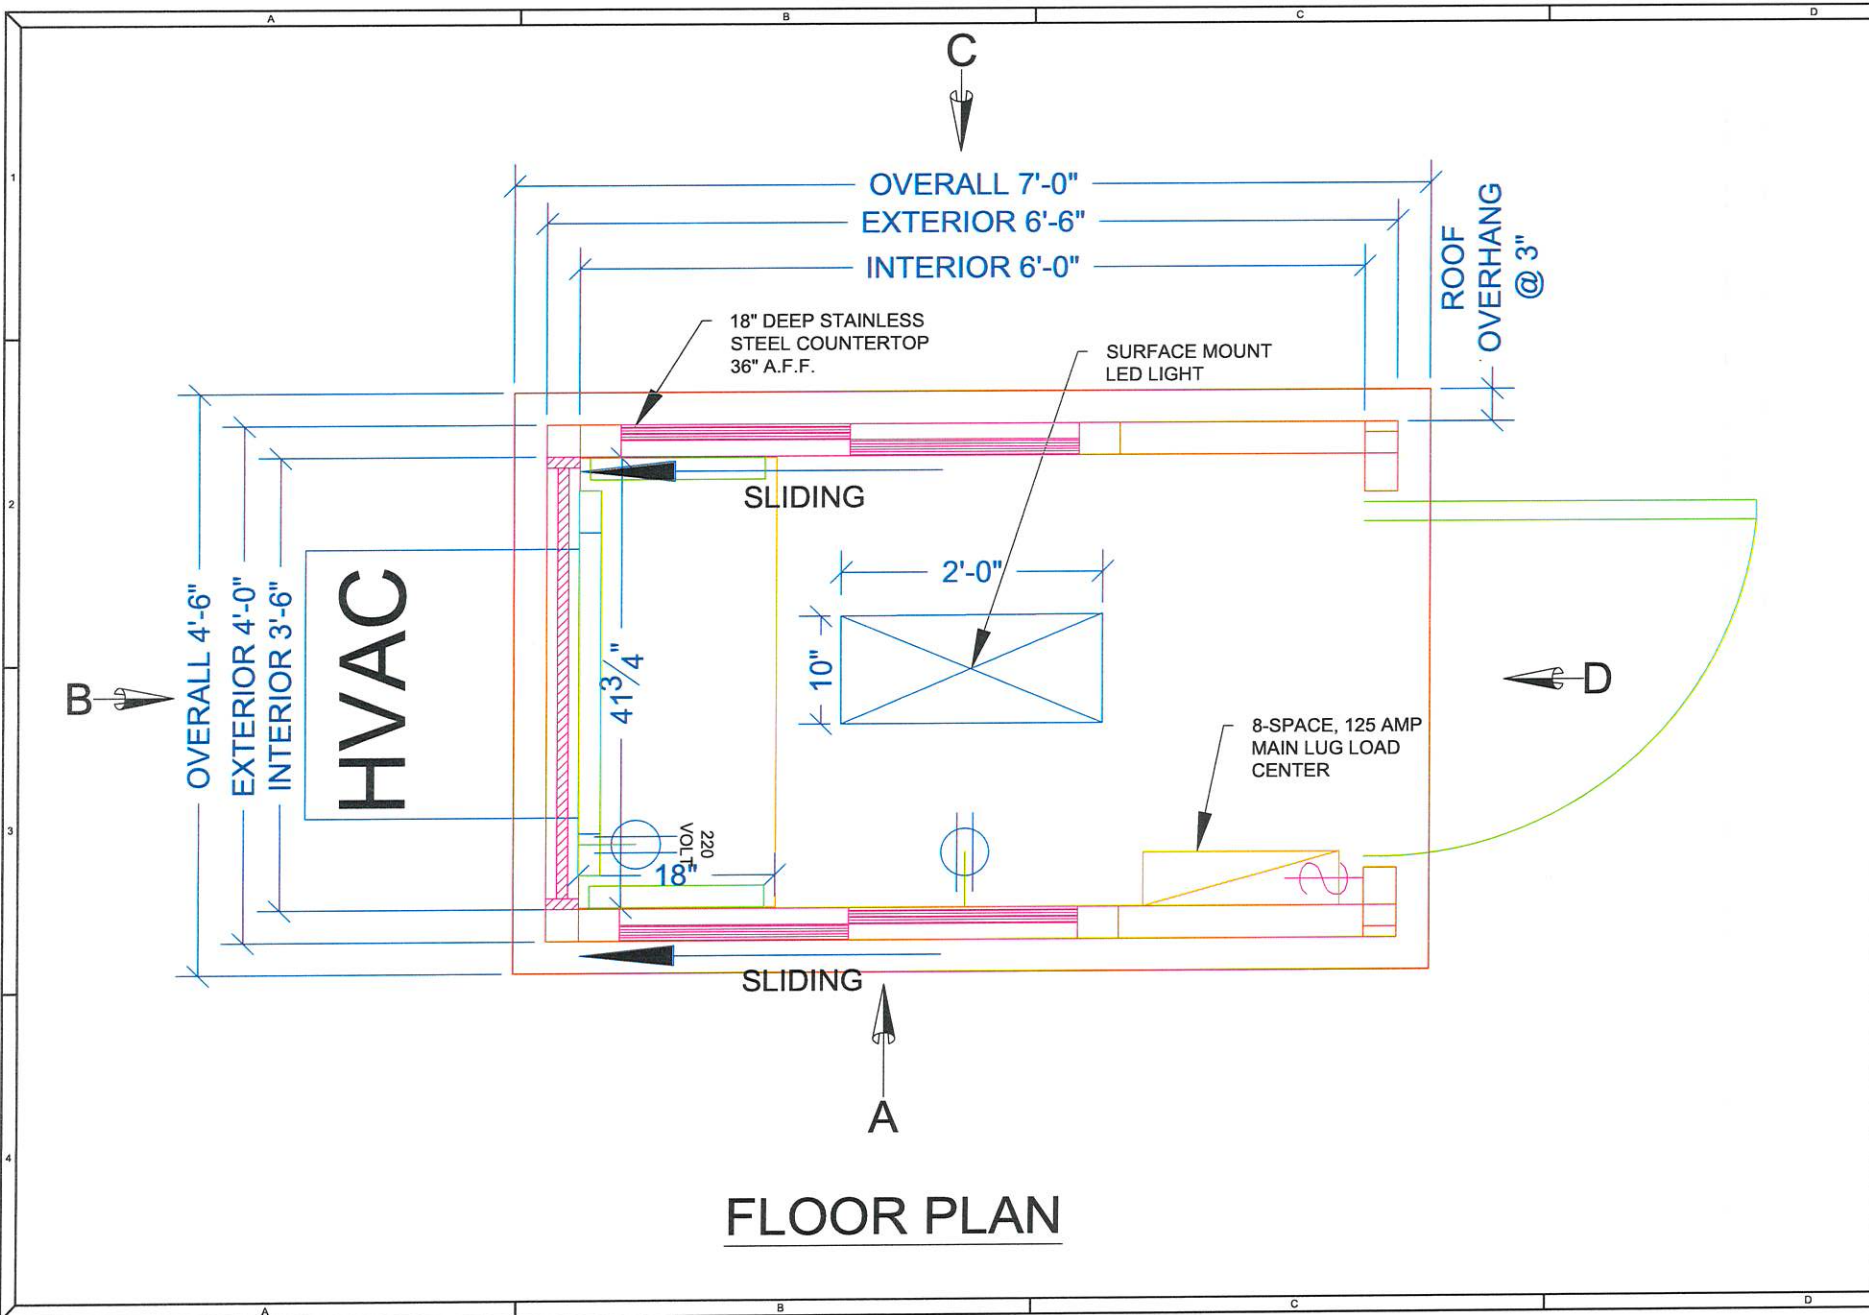 A B C D
C
1
OVERALL 7'-0"
EXTERIOR 6'-6"
INTERIOR 6'-0"
ROOF
OVERHANG
@ 3"
18" DEEP STAINLESS
STEEL COUNTERTOP
36" A.F.F.
SURFACE MOUNT
LED LIGHT
2
SLIDING
2'-0"
10"
41 3/4"
HVAC
OVERALL 4'-6"
EXTERIOR 4'-0"
INTERIOR 3'-6"
B
D
8-SPACE, 125 AMP
MAIN LUG LOAD
CENTER
3
220
VOLT
18"
SLIDING
A
4
FLOOR PLAN
A B C D